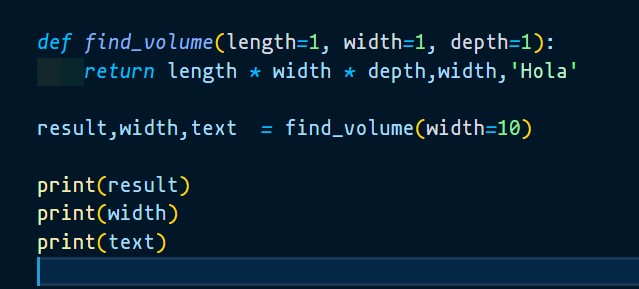 def find_volume(length=1, width=1, depth=1):
    return length * width * depth,width,'Hola'
result,width,text  = find_volume(width=10)
print(result)
print(width)
print(text)